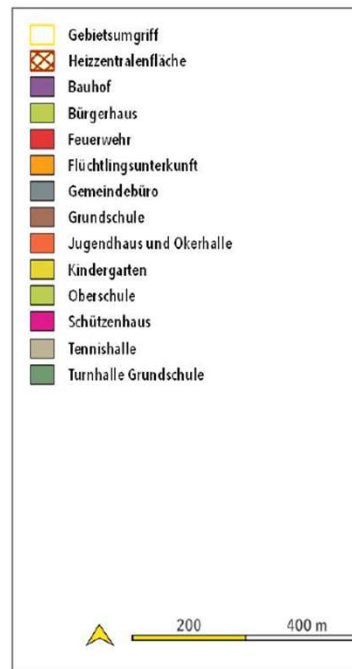 Gebietsumgriff
Heizzentralenfläche
Bauhof
Bürgerhaus
Feuerwehr
Flüchtlingsunterkunft
Gemeindebüro
Grundschule
Jugendhaus und Okerhalle
Kindergarten
Oberschule
Schützenhaus
Tennishalle
Turnhalle Grundschule
200 400 m